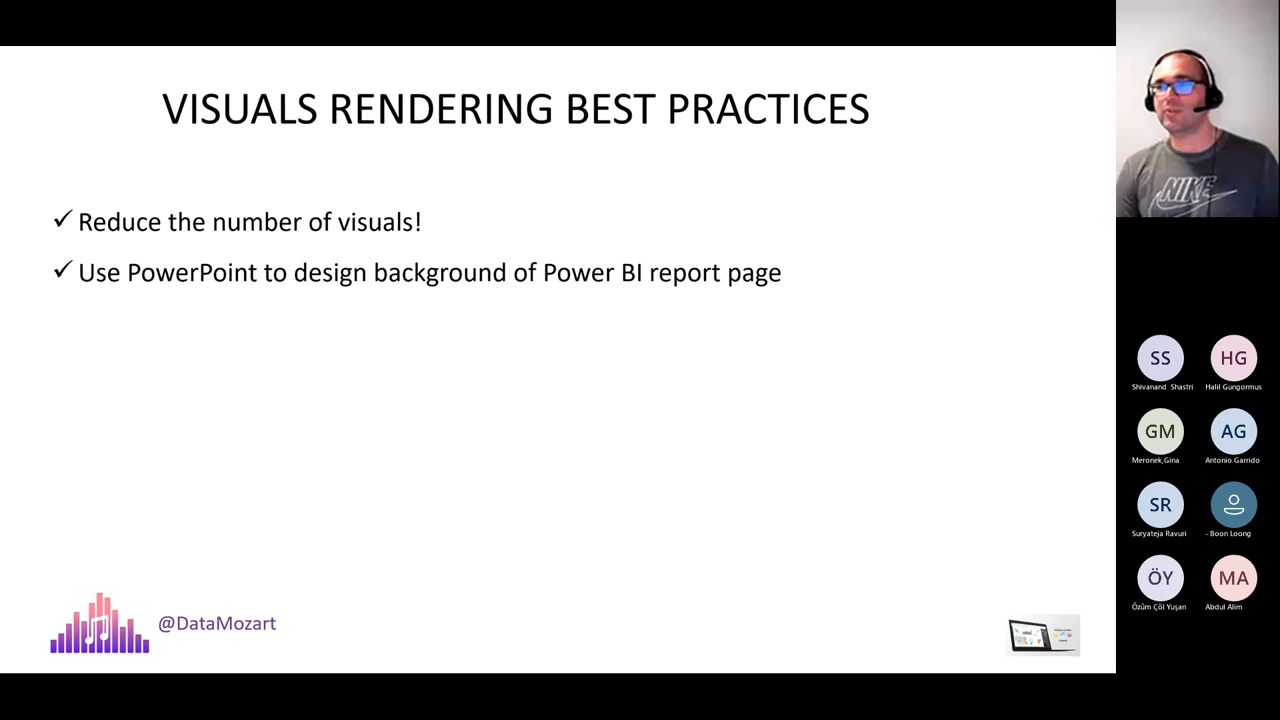 VISUALS RENDERING BEST PRACTICES
✓ Reduce the number of visuals!
✓ Use PowerPoint to design background of Power BI report page
@DataMozart
NIKE
SS
HG
Shivanand Shastri
Halil Gungormus
GM
AG
Meronek,Gina
Antonio Garrido
SR
Suryateja Ravuri
- Boon Loong
ÖY
MA
Özüm Çöl Yuşan
Abdul Alim